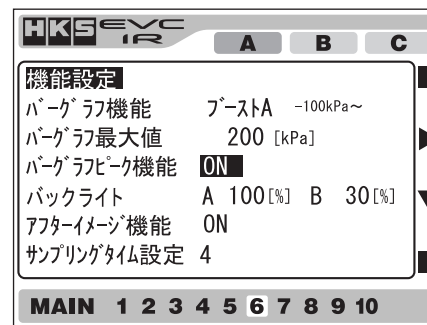 HKS EVC IR
A B C
機能設定
バーグラフ機能 ブーストA -100kPa～
バーグラフ最大値 200 [kPa]
バーグラフピーク機能 ON
バックライト A 100[%] B 30[%]
アフターイメージ機能 ON
サンプリングタイム設定 4
MAIN 1 2 3 4 5 6 7 8 9 10